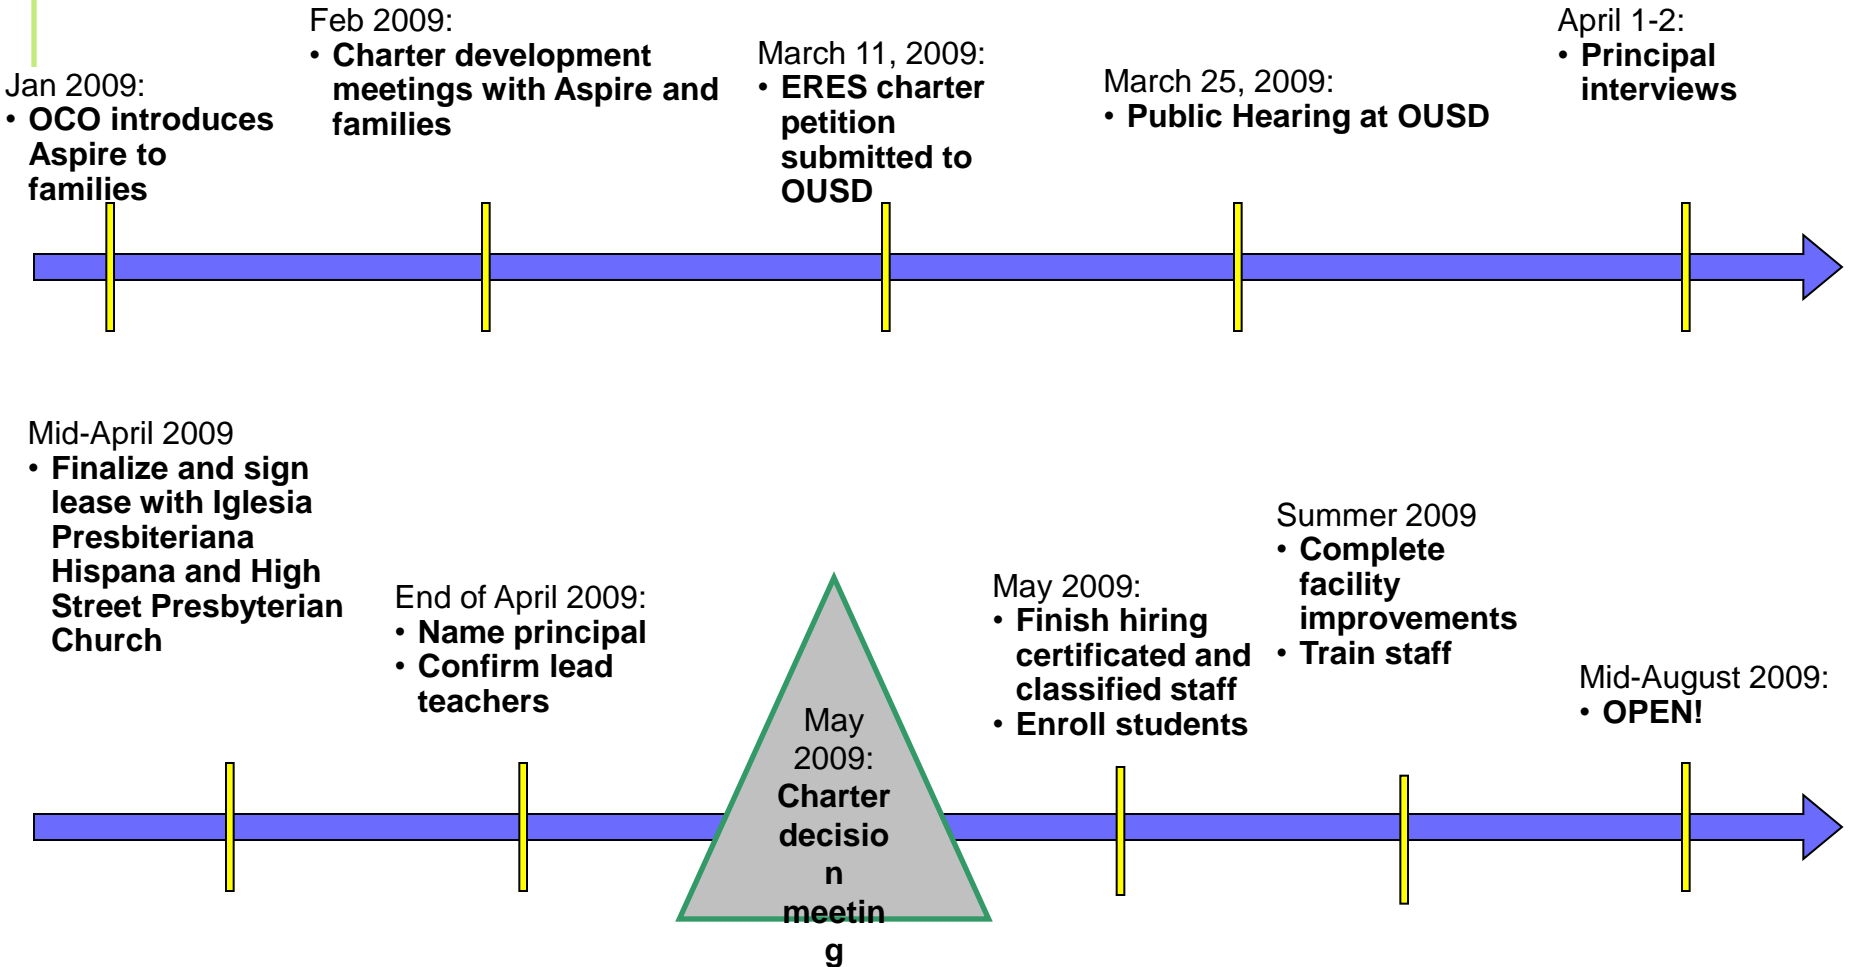 Jan 2009:
• OCO introduces
Aspire to
families
Feb 2009:
• Charter development
meetings with Aspire and
families
March 11, 2009:
• ERES charter
petition
submitted to
OUSD
March 25, 2009:
• Public Hearing at OUSD
April 1-2:
• Principal
interviews
Mid-April 2009
• Finalize and sign
lease with Iglesia
Presbiteriana
Hispana and High
Street Presbyterian
Church
End of April 2009:
• Name principal
• Confirm lead
teachers
May
2009:
Charter
decisio
n
meetin
g
May 2009:
• Finish hiring
certificated and
classified staff
• Enroll students
Summer 2009
• Complete
facility
improvements
• Train staff
Mid-August 2009:
• OPEN!